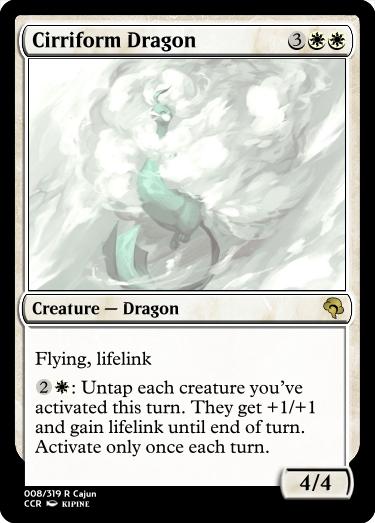 Cirriform Dragon 3
Creature — Dragon
Flying, lifelink
2 : Untap each creature you've
activated this turn. They get +1/+1
and gain lifelink until end of turn.
Activate only once each turn.
4/4
008/319 R Cajun
CCR KIPINE